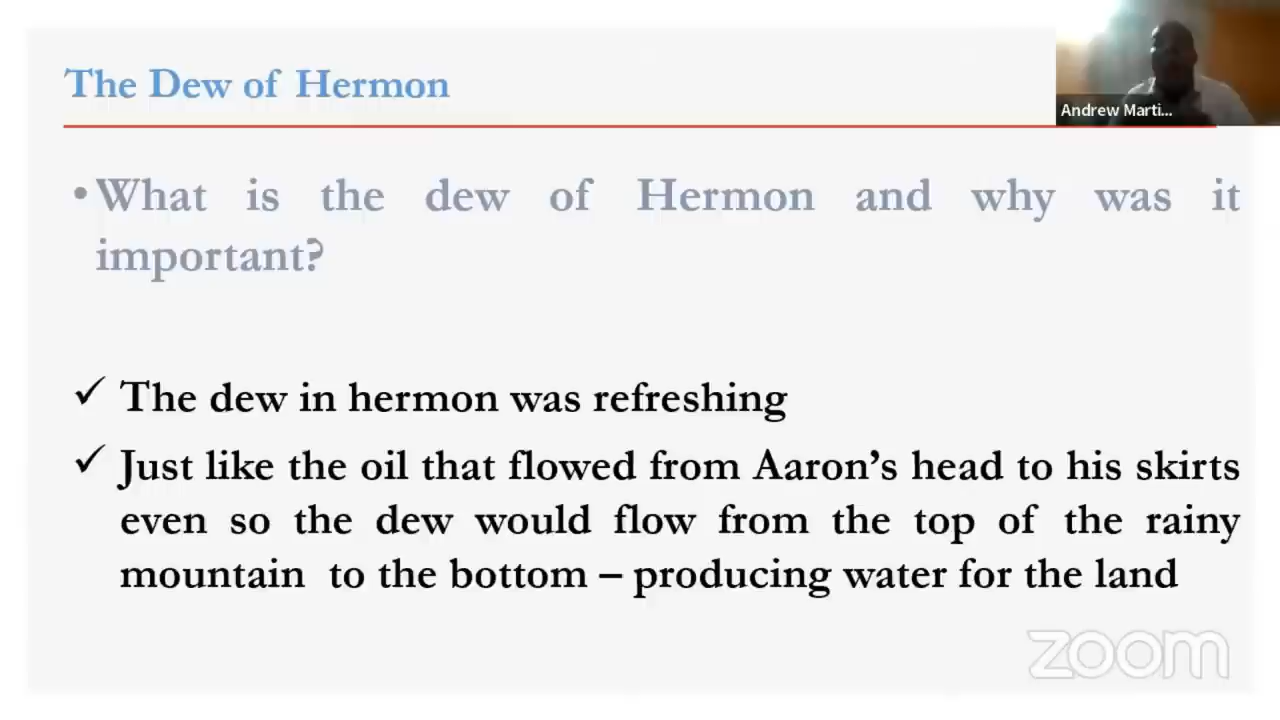 The Dew of Hermon
Andrew Marti...
•What is the dew of Hermon and why was it
important?
✓ The dew in hermon was refreshing
✓ Just like the oil that flowed from Aaron’s head to his skirts
even so the dew would flow from the top of the rainy
mountain to the bottom – producing water for the land
zoom